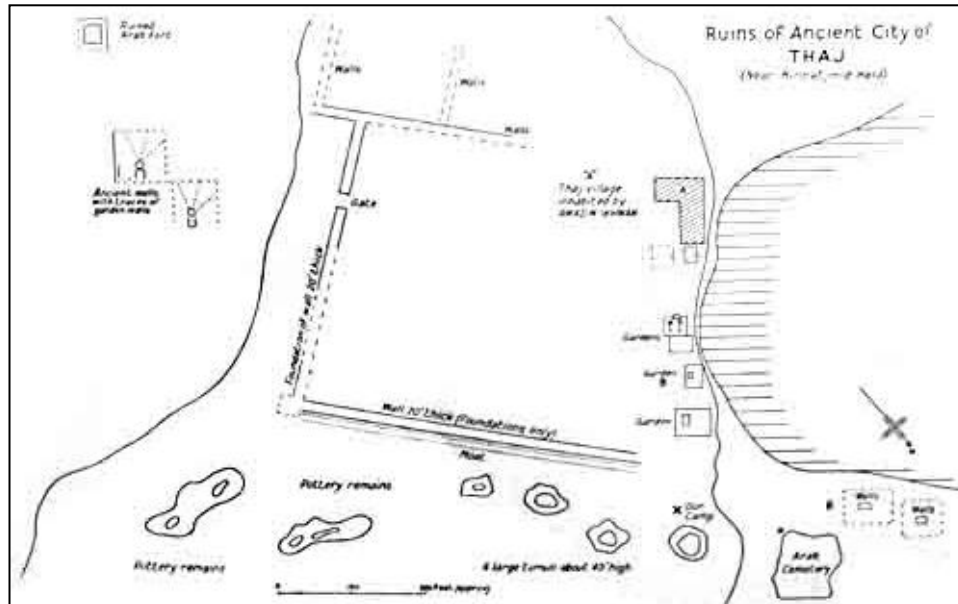 Ruined
Arab Fort
Ruins of Ancient City of
THAJ
Walls
Walls
Walls
Ancient wells
with traces of
garden walls
Gate
"A"
Thaj village
inhabited by
A
Foundation of wall 20' thick
Gardens
Garden
B
Garden
Wall 20' thick (Foundations only)
Moat
Pottery remains
X Our
Camp
Wells
Wells
B
Pottery remains
4 large tumuli about 40' high
Arab
Cemetery